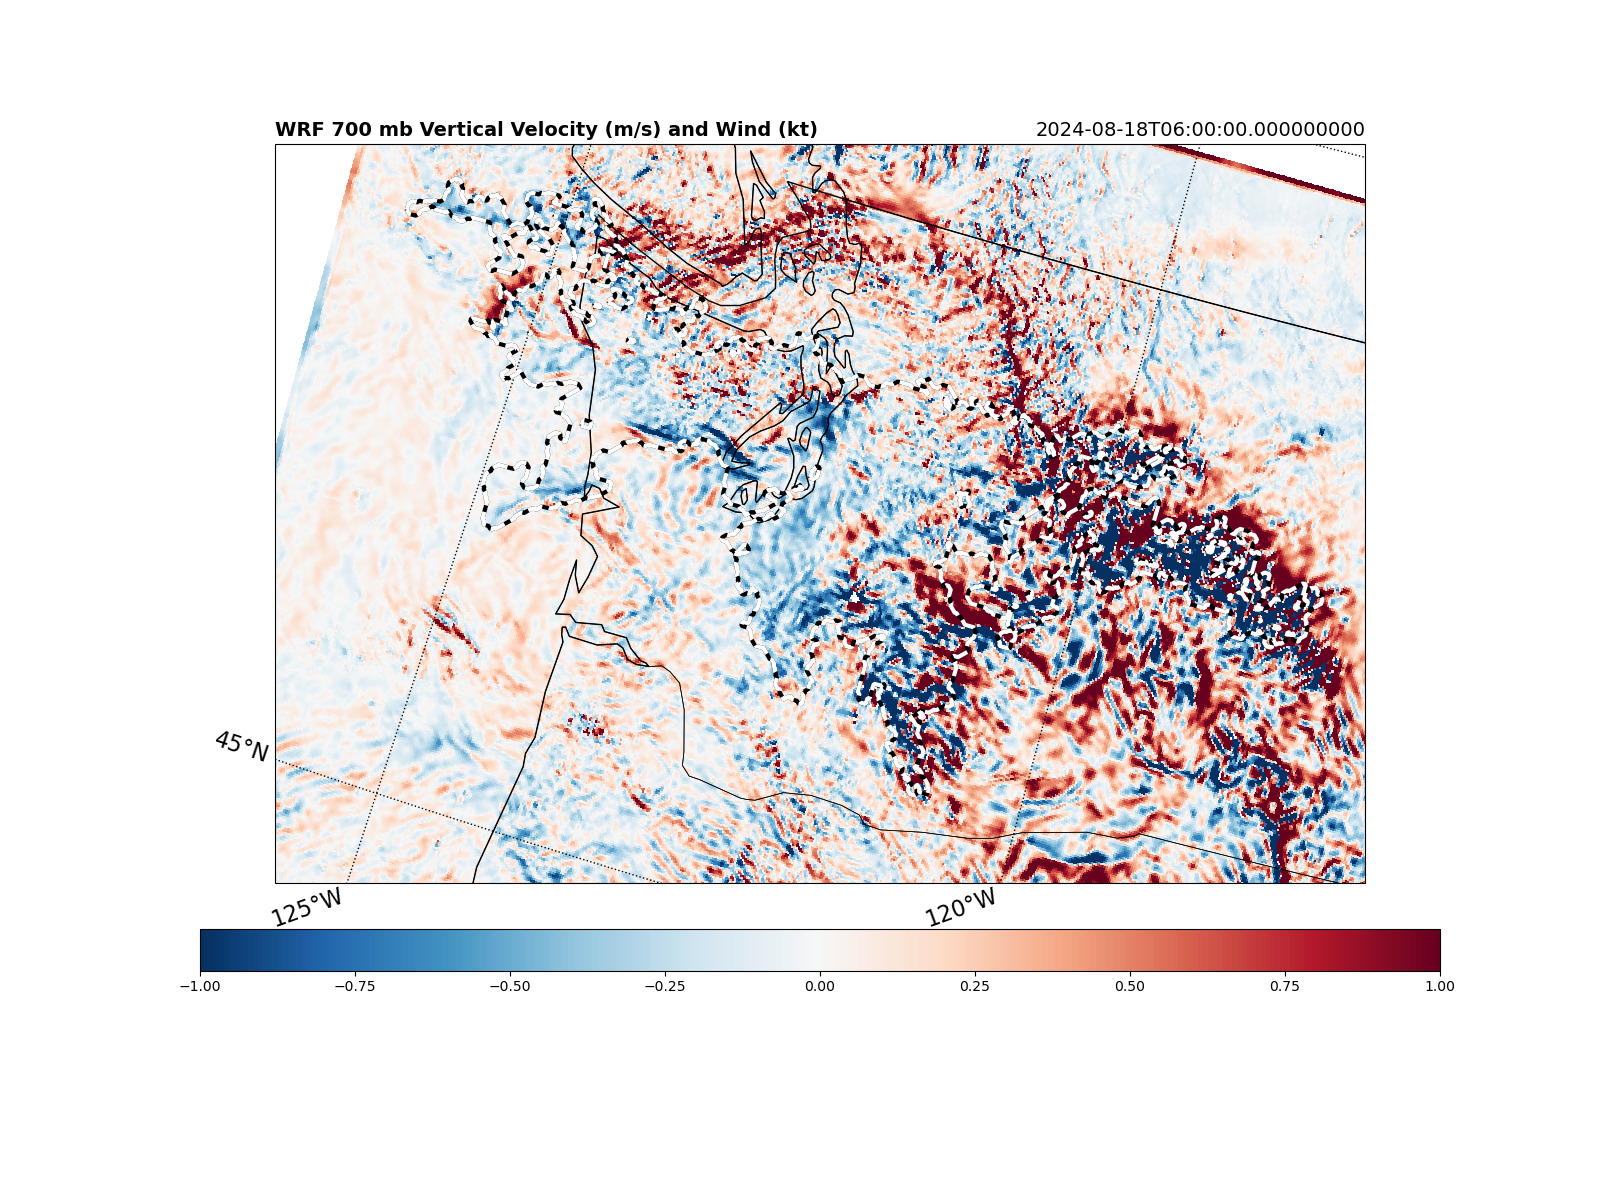 WRF 700 mb Vertical Velocity (m/s) and Wind (kt)
2024-08-18T06:00:00.000000000
45°N
125°W
120°W
−1.00
−0.75
−0.50
−0.25
0.00
0.25
0.50
0.75
1.00